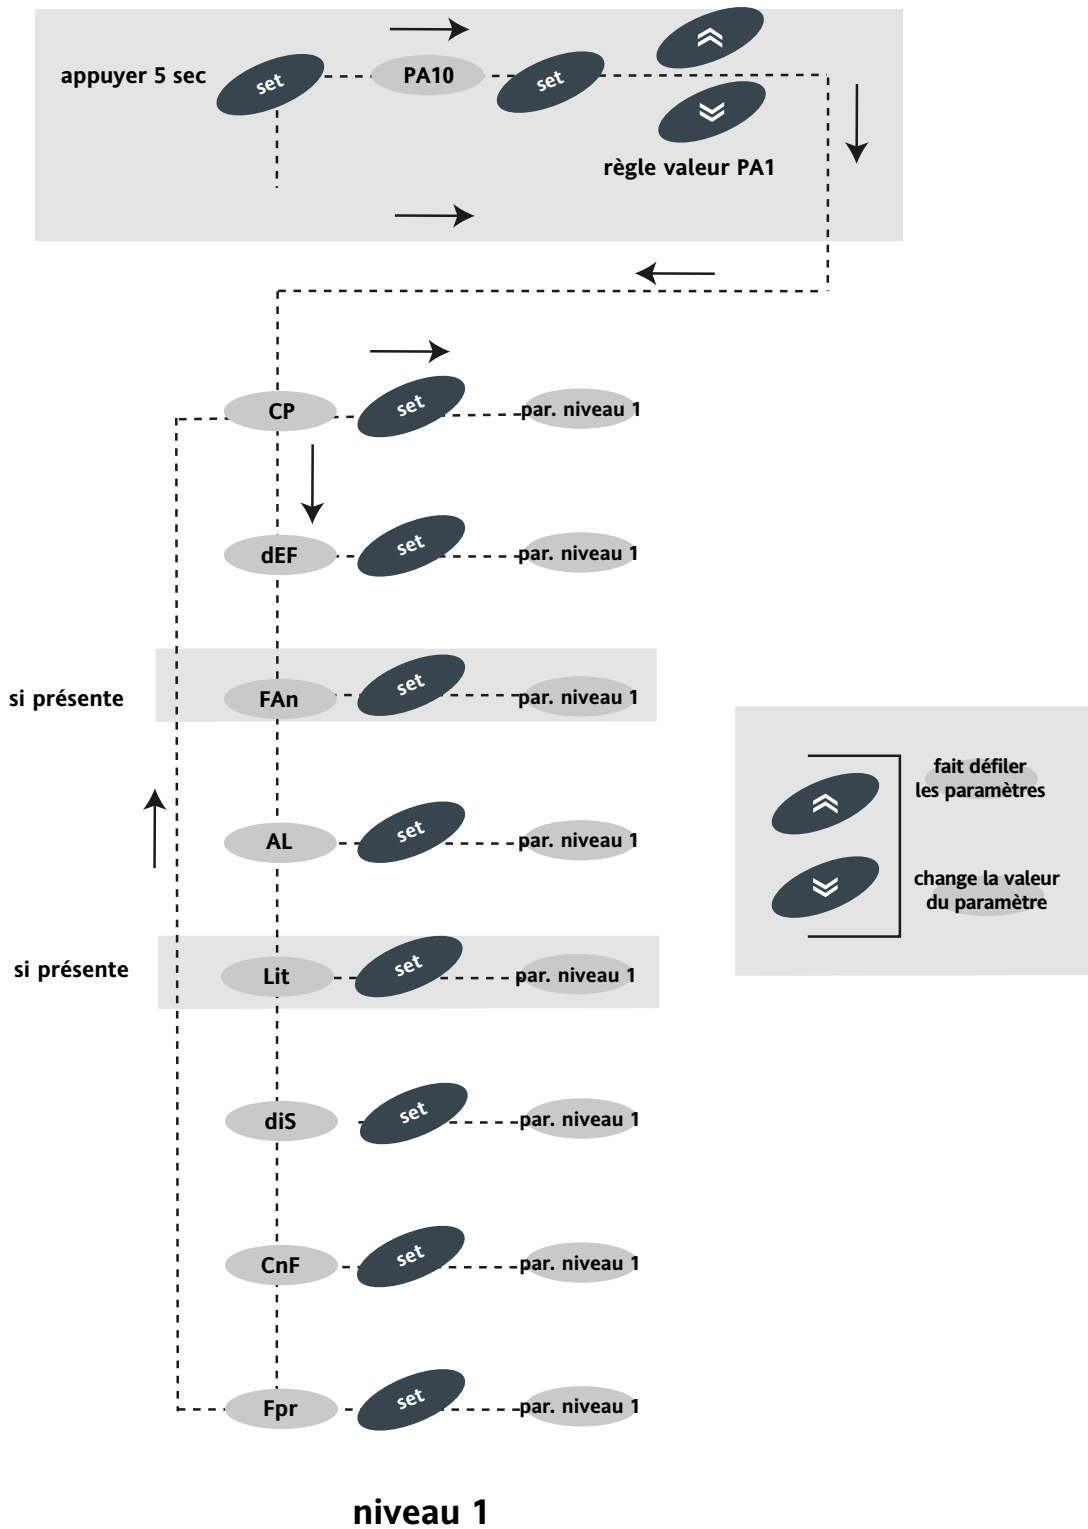 appuyer 5 sec
set
PA10
set
règle valeur PA1
CP
set
par. niveau 1
dEF
set
par. niveau 1
si présente
FAn
set
par. niveau 1
AL
set
par. niveau 1
fait défiler
les paramètres
change la valeur
du paramètre
si présente
Lit
set
par. niveau 1
diS
set
par. niveau 1
CnF
set
par. niveau 1
Fpr
set
par. niveau 1
niveau 1